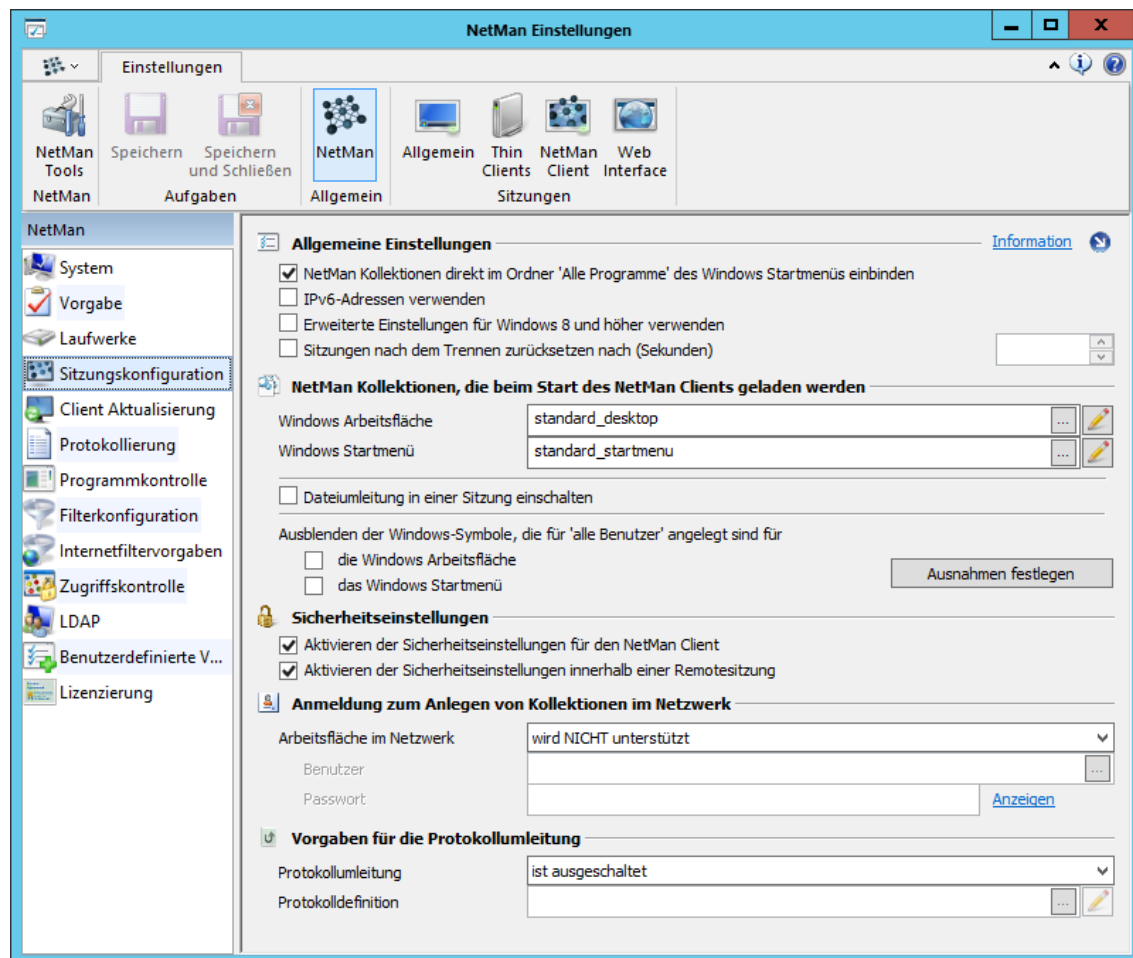 NetMan Einstellungen
Einstellungen
NetMan Tools
Speichern
Speichern und Schließen
NetMan
Allgemein
Thin Clients
NetMan Client
Web Interface
NetMan
Aufgaben
Allgemein
Sitzungen
NetMan
System
Vorgabe
Laufwerke
Sitzungskonfiguration
Client Aktualisierung
Protokollierung
Programmkontrolle
Filterkonfiguration
Internetfiltervorgaben
Zugriffskontrolle
LDAP
Benutzerdefinierte V...
Lizenzierung
Allgemeine Einstellungen
Information
NetMan Kollektionen direkt im Ordner 'Alle Programme' des Windows Startmenüs einbinden
IPv6-Adressen verwenden
Erweiterte Einstellungen für Windows 8 und höher verwenden
Sitzungen nach dem Trennen zurücksetzen nach (Sekunden)
NetMan Kollektionen, die beim Start des NetMan Clients geladen werden
Windows Arbeitsfläche
standard_desktop
...
Windows Startmenü
standard_startmenu
...
Dateiumleitung in einer Sitzung einschalten
Ausblenden der Windows-Symbole, die für 'alle Benutzer' angelegt sind für
die Windows Arbeitsfläche
das Windows Startmenü
Ausnahmen festlegen
Sicherheitseinstellungen
Aktivieren der Sicherheitseinstellungen für den NetMan Client
Aktivieren der Sicherheitseinstellungen innerhalb einer Remotesitzung
Anmeldung zum Anlegen von Kollektionen im Netzwerk
Arbeitsfläche im Netzwerk
wird NICHT unterstützt
Benutzer
...
Passwort
Anzeigen
Vorgaben für die Protokollumleitung
Protokollumleitung
ist ausgeschaltet
Protokolldefinition
...